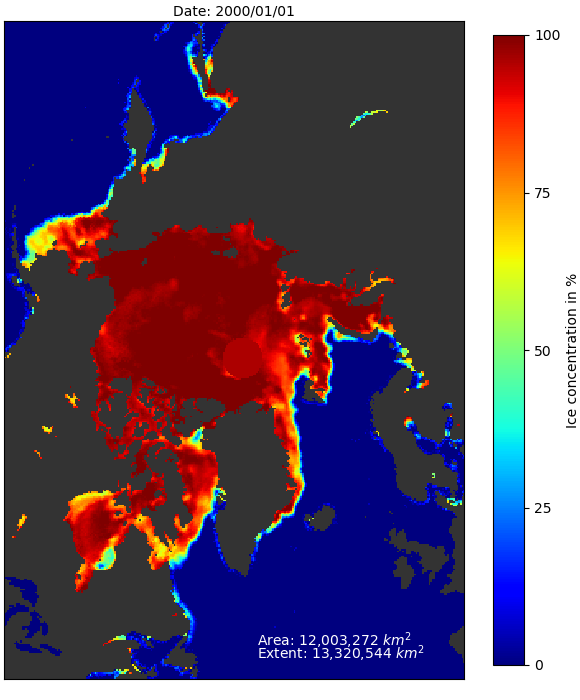 Date: 2000/01/01
100
75
50
25
0
Ice concentration in %
Area: 12,003,272 km²
Extent: 13,320,544 km²